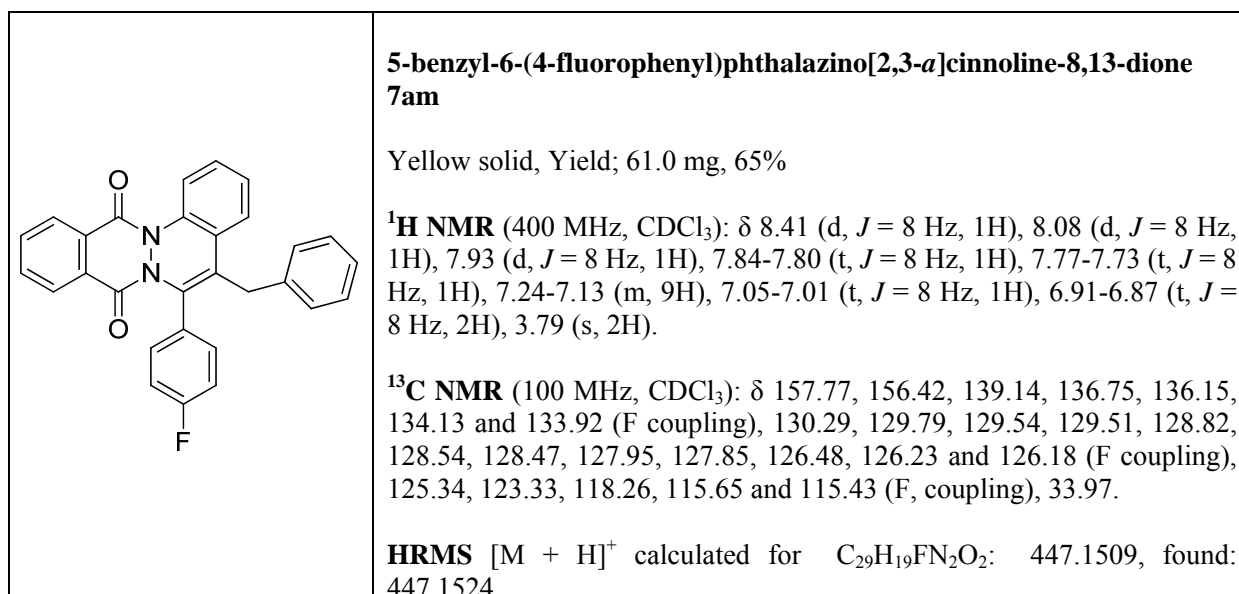 O
N
N
O
F
5-benzyl-6-(4-fluorophenyl)phthalazino[2,3-a]cinnoline-8,13-dione
7am
Yellow solid, Yield; 61.0 mg, 65%
¹H NMR (400 MHz, CDCl₃): δ 8.41 (d, J = 8 Hz, 1H), 8.08 (d, J = 8 Hz,
1H), 7.93 (d, J = 8 Hz, 1H), 7.84-7.80 (t, J = 8 Hz, 1H), 7.77-7.73 (t, J = 8
Hz, 1H), 7.24-7.13 (m, 9H), 7.05-7.01 (t, J = 8 Hz, 1H), 6.91-6.87 (t, J =
8 Hz, 2H), 3.79 (s, 2H).
¹³C NMR (100 MHz, CDCl₃): δ 157.77, 156.42, 139.14, 136.75, 136.15,
134.13 and 133.92 (F coupling), 130.29, 129.79, 129.54, 129.51, 128.82,
128.54, 128.47, 127.95, 127.85, 126.48, 126.23 and 126.18 (F coupling),
125.34, 123.33, 118.26, 115.65 and 115.43 (F, coupling), 33.97.
HRMS [M + H]⁺ calculated for C₂₉H₁₉FN₂O₂: 447.1509, found:
447.1524